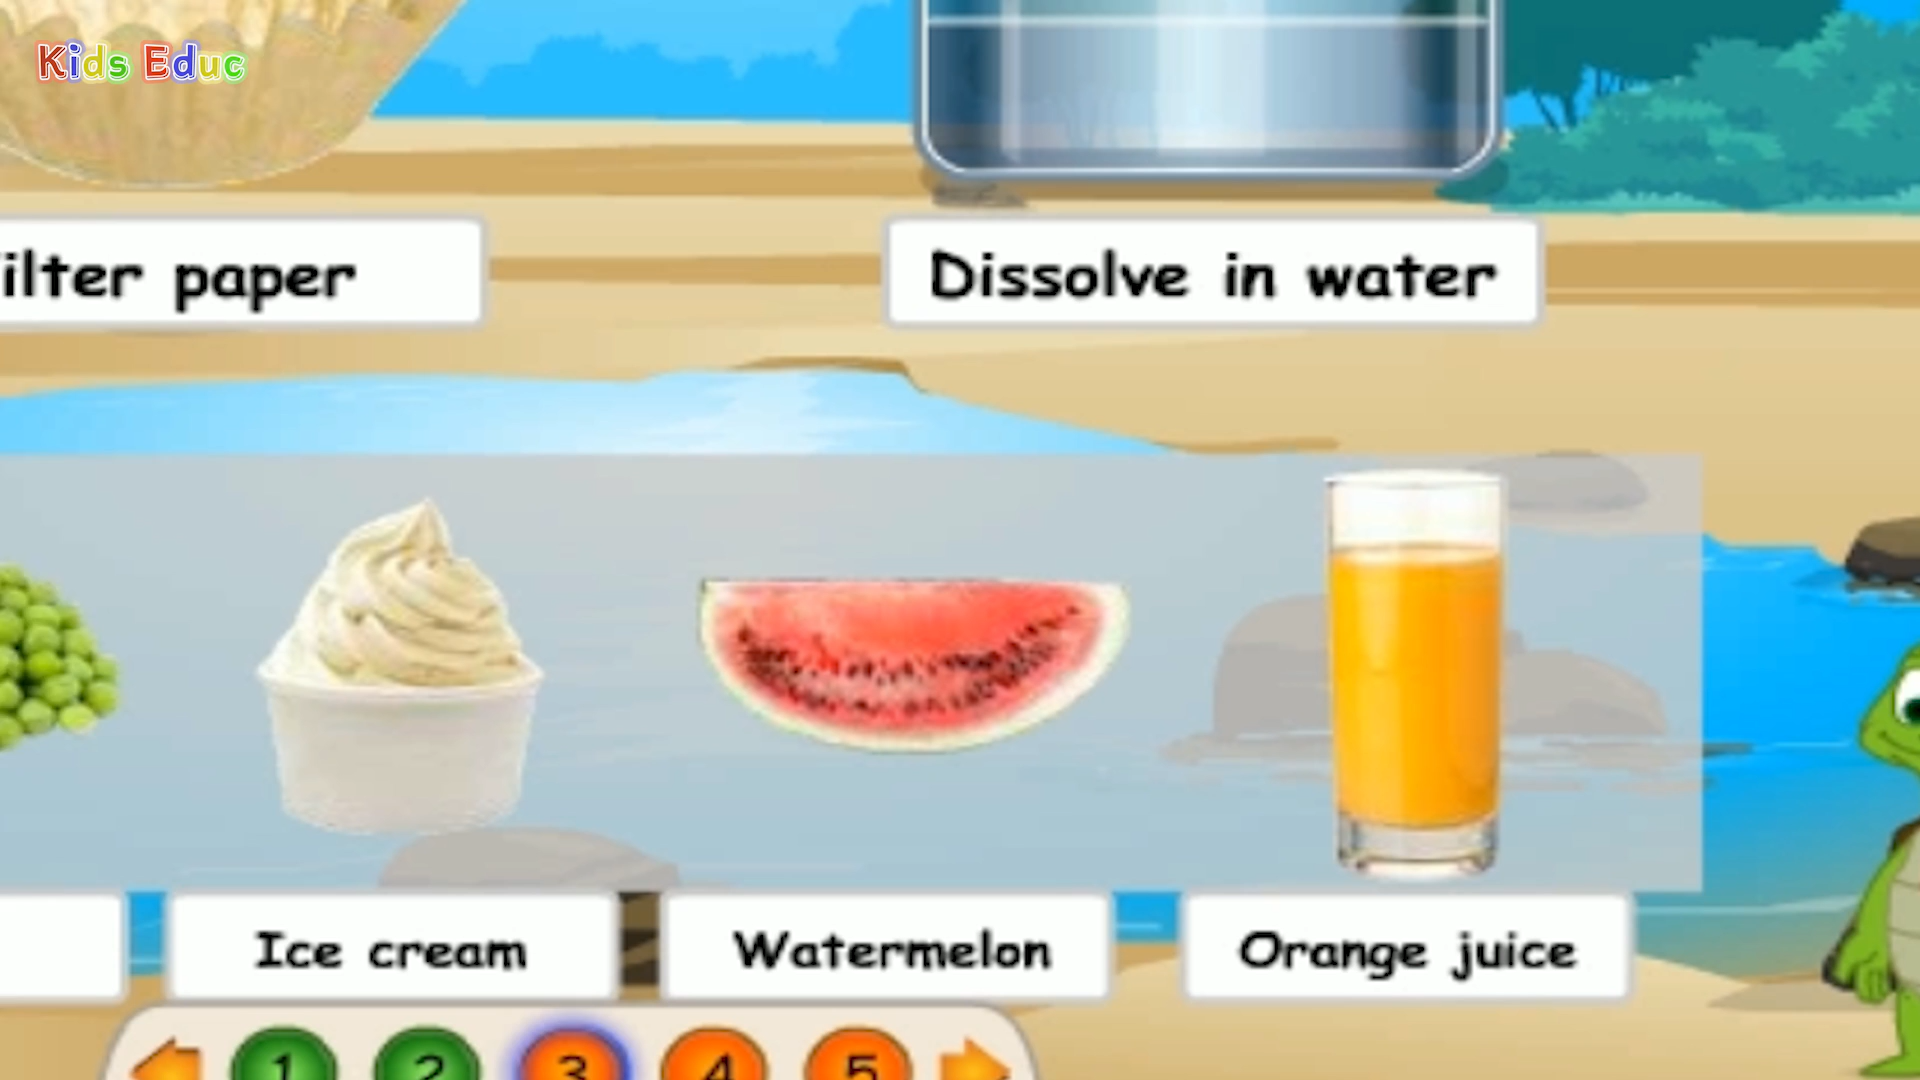 Kids Educ
ilter paper
Dissolve in water
Ice cream
Watermelon
Orange juice
1 2 3 4 5